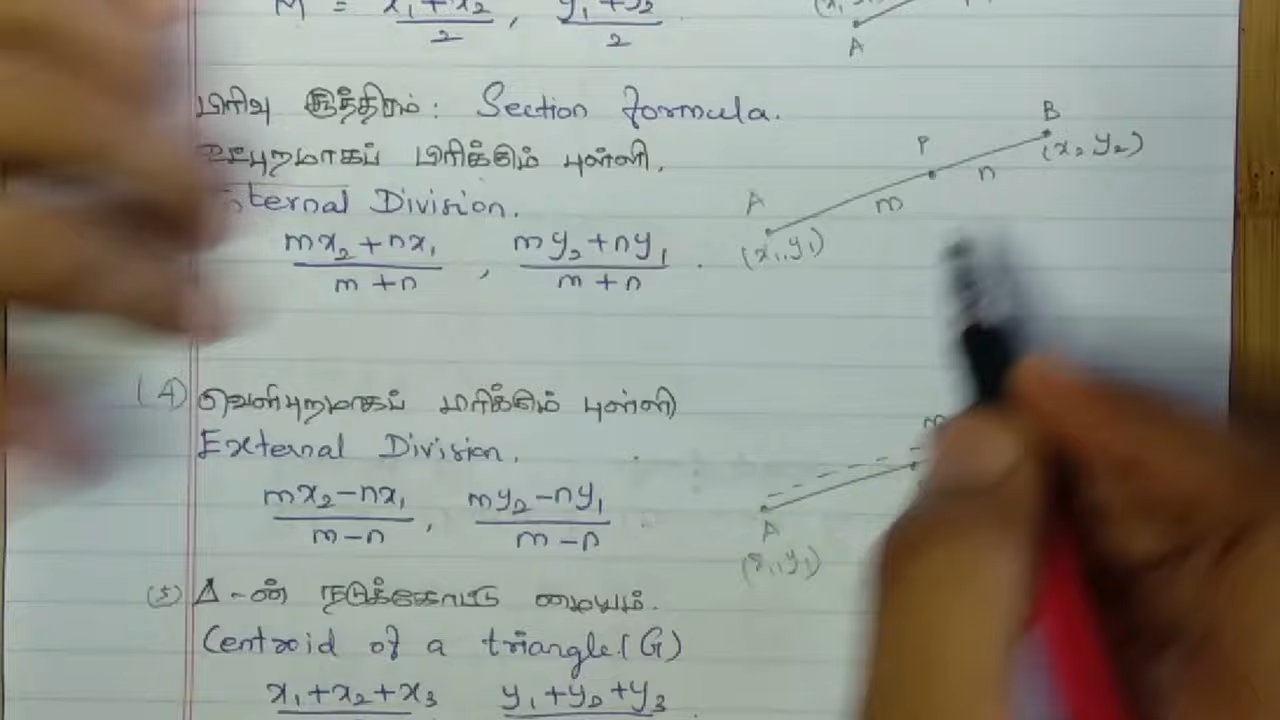 M = x₁+x₂/2 , y₁+y₂/2
A
பிரிவு சூத்திரம் : Section formula.
உட்புறமாகப் பிரிக்கும் புள்ளி.
Internal Division.
mx₂+nx₁/m+n , my₂+ny₁/m+n .
A (x₁,y₁) m P n B (x₂ y₂)
(4) வெளிபுறமாகப் பிரிக்கும் புள்ளி
External Division.
mx₂-nx₁/m-n , my₂-ny₁/m-n
A (x₁,y₁) m
(5) Δ-ன் நடுக்கோட்டு மையம்.
Centroid of a triangle.(G)
x₁+x₂+x₃ y₁+y₂+y₃